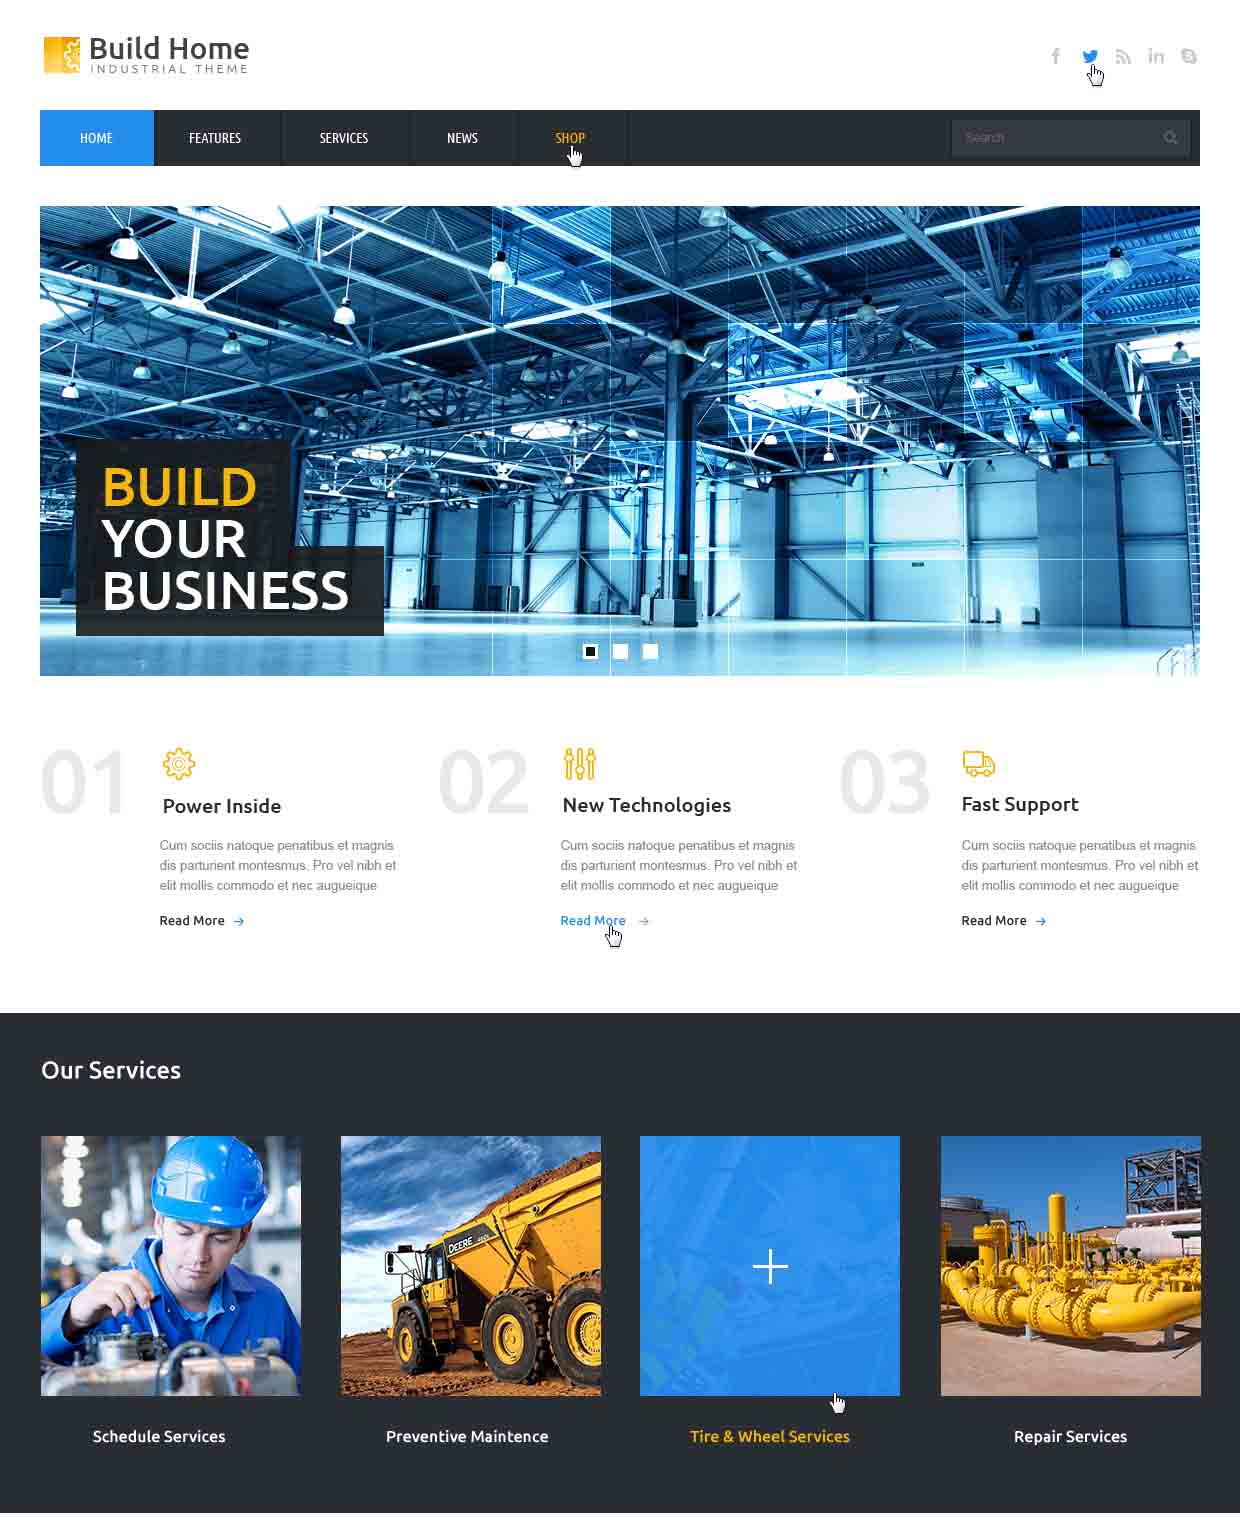 Build Home
INDUSTRIAL THEME
HOME
FEATURES
SERVICES
NEWS
SHOP
Search
BUILD
YOUR
BUSINESS
01
Power Inside
Cum sociis natoque penatibus et magnis
dis parturient montesmus. Pro vel nibh et
elit mollis commodo et nec augueique
Read More
02
New Technologies
Cum sociis natoque penatibus et magnis
dis parturient montesmus. Pro vel nibh et
elit mollis commodo et nec augueique
Read More
03
Fast Support
Cum sociis natoque penatibus et magnis
dis parturient montesmus. Pro vel nibh et
elit mollis commodo et nec augueique
Read More
Our Services
DEERE
Schedule Services
Preventive Maintence
Tire & Wheel Services
Repair Services